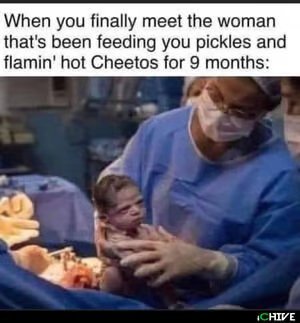 When you finally meet the woman
that's been feeding you pickles and
flamin' hot Cheetos for 9 months:
iCHIVE